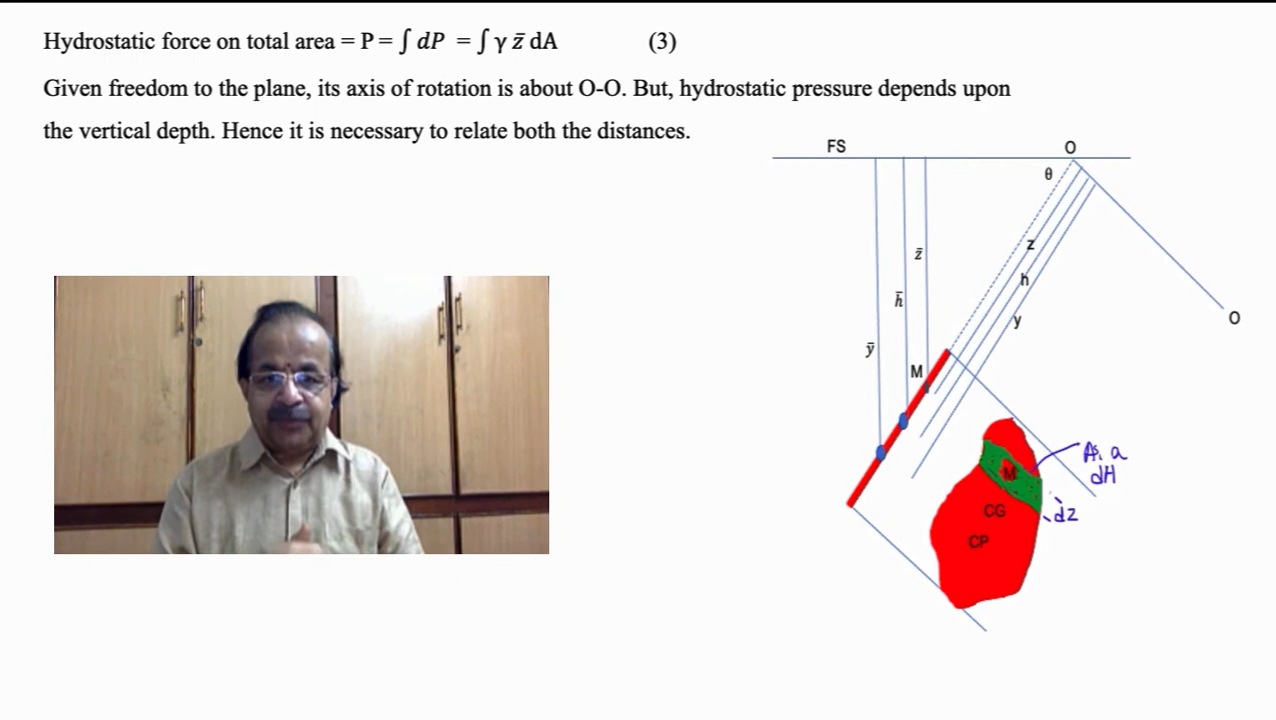 Hydrostatic force on total area = P = ∫ dP = ∫ γ z̄ dA (3)
Given freedom to the plane, its axis of rotation is about O-O. But, hydrostatic pressure depends upon
the vertical depth. Hence it is necessary to relate both the distances.
FS
O
θ
z
z̄
h
h̄
y
O
ȳ
M
M
dH
CG
dz
CP